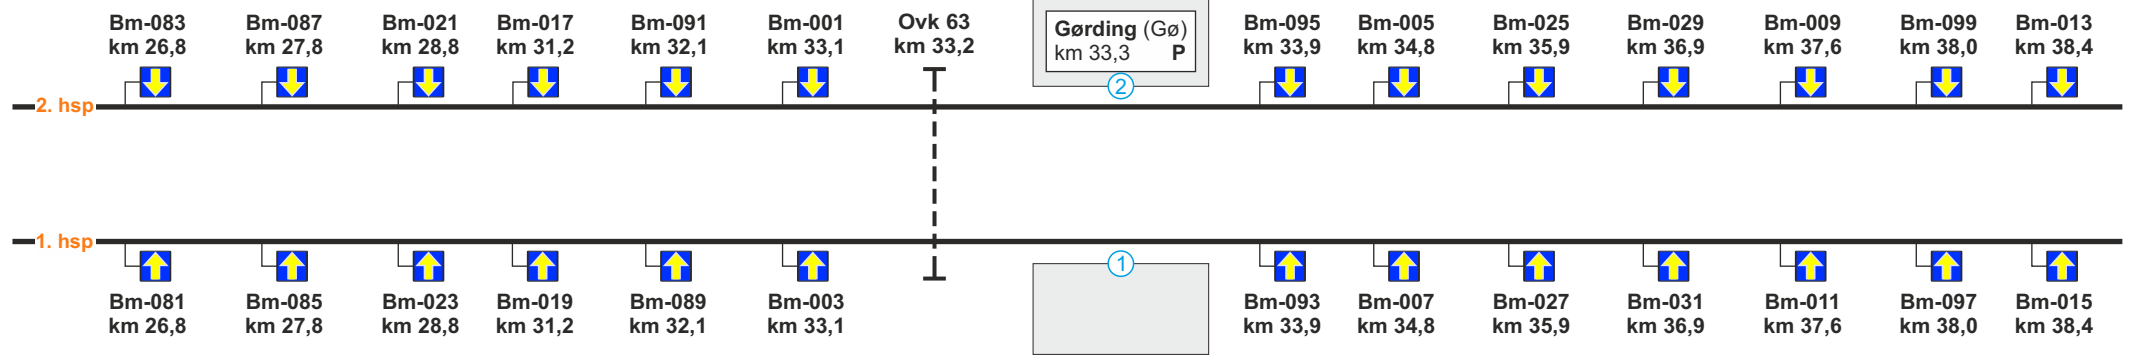 Bm-083 Bm-087 Bm-021 Bm-017 Bm-091 Bm-001 Ovk 63 Gørding (Gø) Bm-095 Bm-005 Bm-025 Bm-029 Bm-009 Bm-099 Bm-013
km 26,8 km 27,8 km 28,8 km 31,2 km 32,1 km 33,1 km 33,2 km 33,3 P km 33,9 km 34,8 km 35,9 km 36,9 km 37,6 km 38,0 km 38,4
2
2. hsp
1. hsp
1
Bm-081 Bm-085 Bm-023 Bm-019 Bm-089 Bm-003 Bm-093 Bm-007 Bm-027 Bm-031 Bm-011 Bm-097 Bm-015
km 26,8 km 27,8 km 28,8 km 31,2 km 32,1 km 33,1 km 33,9 km 34,8 km 35,9 km 36,9 km 37,6 km 38,0 km 38,4